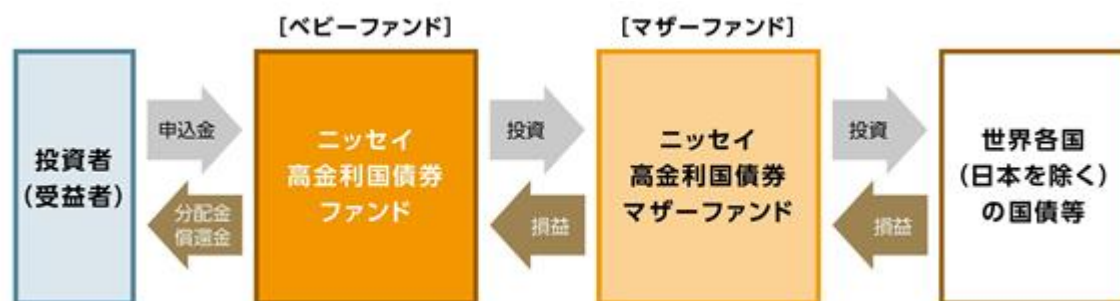 [ベビーファンド]
[マザーファンド]
投資者
(受益者)
申込金
分配金
償還金
ニッセイ
高金利国債券
ファンド
投資
損益
ニッセイ
高金利国債券
マザーファンド
投資
損益
世界各国
(日本を除く)
の国債等